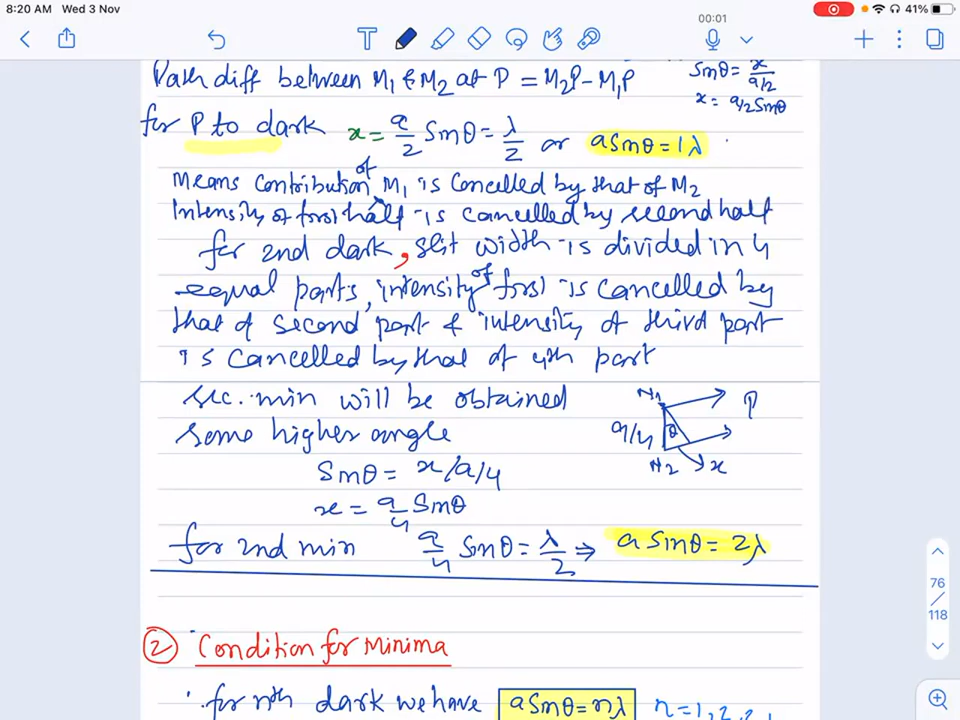 8:20 AM Wed 3 Nov
41%
00:01
Path diff between M₁ & M₂ at P = M₂P - M₁P
Sinθ = x/a/2
x = a/2 Sinθ
for P to dark x = a/2 Sinθ = λ/2 or a sinθ = 1λ
Means contribution of M₁ is cancelled by that of M₂
Intensity of first half is cancelled by second half
for 2nd dark, slit width is divided in 4
equal parts, intensity of first is cancelled by
that of second part & intensity of third part
is cancelled by that of 4th part
sec. min will be obtained
some higher angle
N₁
P
a/4
θ
N₂
x
Sinθ = x/a/4
x = a/4 Sinθ
for 2nd min a/4 Sinθ = λ/2 ⇒ a Sinθ = 2λ
76
/
118
② Condition for Minima
for nth dark we have a sinθ = nλ n = 1, 2, 3,